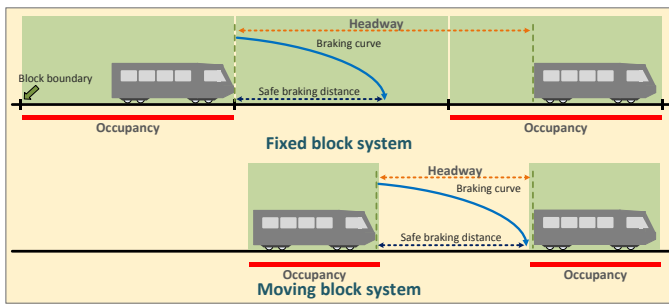 Headway
Braking curve
Block boundary
Safe braking distance
Occupancy
Occupancy
Fixed block system
Headway
Braking curve
Safe braking distance
Occupancy
Occupancy
Moving block system